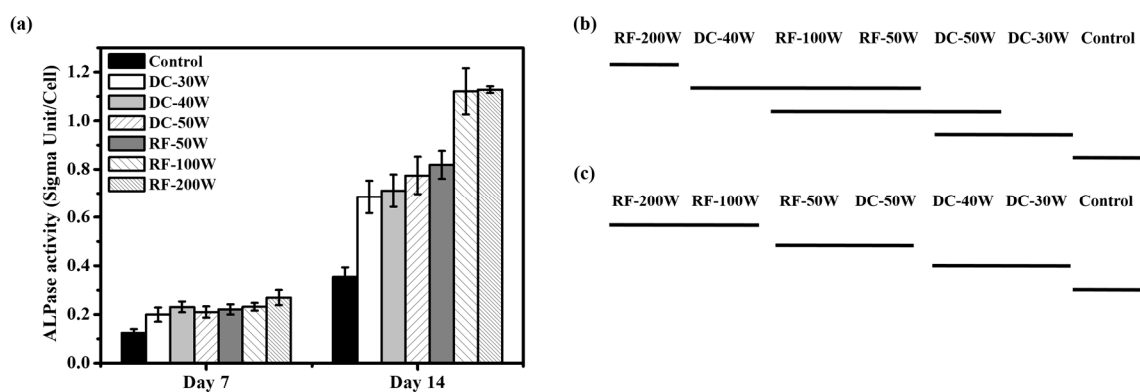 (a)
ALPase activity (Sigma Unit/Cell)
1.2
1.0
0.8
0.6
0.4
0.2
0.0
Control
DC-30W
DC-40W
DC-50W
RF-50W
RF-100W
RF-200W
Day 7 Day 14
(b)
RF-200W DC-40W RF-100W RF-50W DC-50W DC-30W Control
(c)
RF-200W RF-100W RF-50W DC-50W DC-40W DC-30W Control